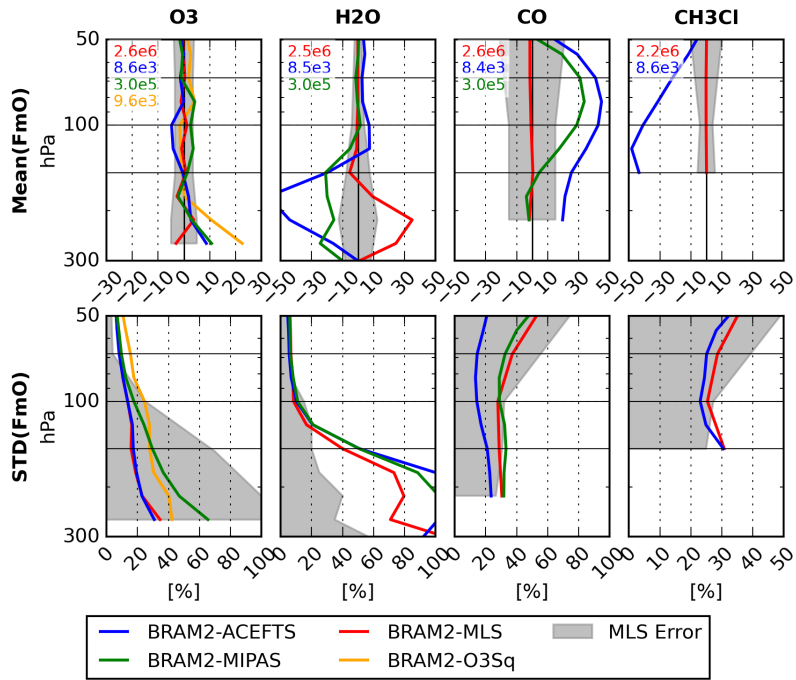 O3 H2O CO CH3Cl
Mean(FmO)
hPa
50
100
300
2.6e6
8.6e3
3.0e5
9.6e3
2.5e6
8.5e3
3.0e5
2.6e6
8.4e3
3.0e5
2.2e6
8.6e3
−30 −20 −10 0 10 20 30
−50 −30 −10 10 30 50
−50 −30 −10 10 30 50
−50 −30 −10 10 30 50
STD(FmO)
hPa
50
100
300
0 20 40 60 80 100
0 20 40 60 80 100
0 20 40 60 80 100
0 10 20 30 40 50
[%] [%] [%] [%]
BRAM2-ACEFTS BRAM2-MLS MLS Error
BRAM2-MIPAS BRAM2-O3Sq